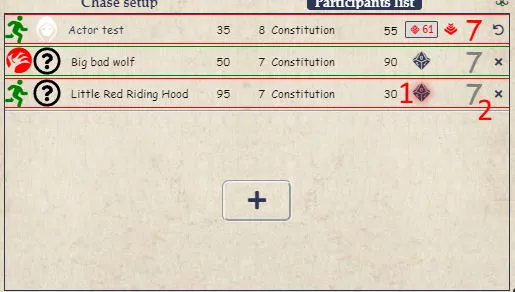 Chase setup Participants list
Actor test 35 8 Constitution 55 61 7
? Big bad wolf 50 7 Constitution 90 7 ×
? Little Red Riding Hood 95 7 Constitution 30 1 7 ×
2
+